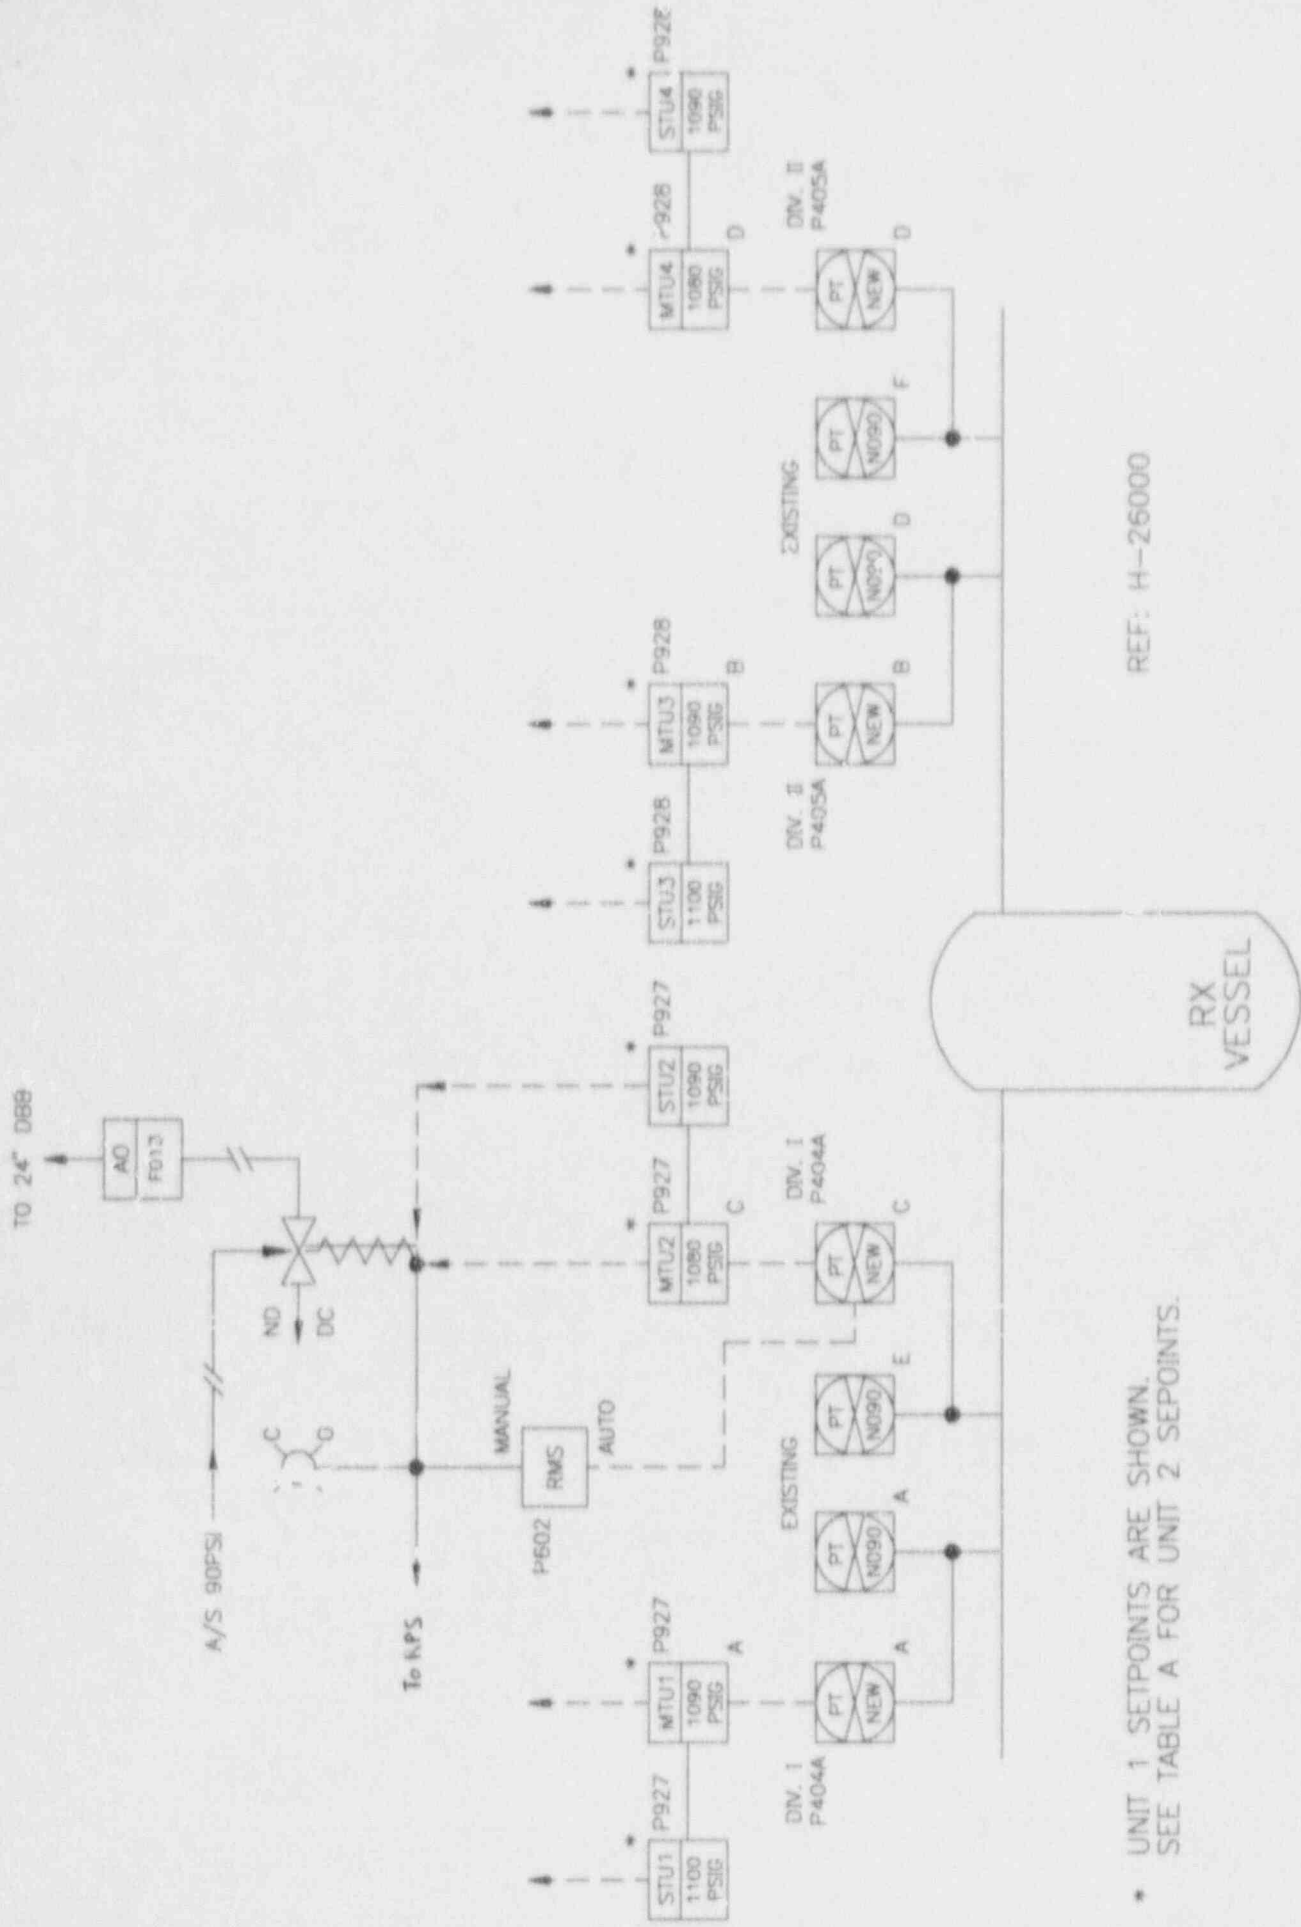 TO 24" DBB
AO
F013
A/S 90PSI
NO
DC
C
G
To RPS
MANUAL
RMS
AUTO
P602
* P927
STU1
1100
PSIG
* P927
MTU1
1090
PSIG
A
* P927
MTU2
1080
PSIG
C
* P927
STU2
1090
PSIG
* P928
STU3
1100
PSIG
* P928
MTU3
1090
PSIG
B
* P928
MTU4
1080
PSIG
D
* P928
STU4
1090
PSIG
DIV. I
P404A
PT
NEW
A
EXISTING
PT
N090
A
PT
N090
E
DIV. I
P404A
PT
NEW
C
DIV. II
P405A
PT
NEW
B
EXISTING
PT
N090
D
PT
N090
F
DIV. II
P405A
PT
NEW
D
RX
VESSEL
REF: H-26000
* UNIT 1 SETPOINTS ARE SHOWN.
SEE TABLE A FOR UNIT 2 SEPOINTS.